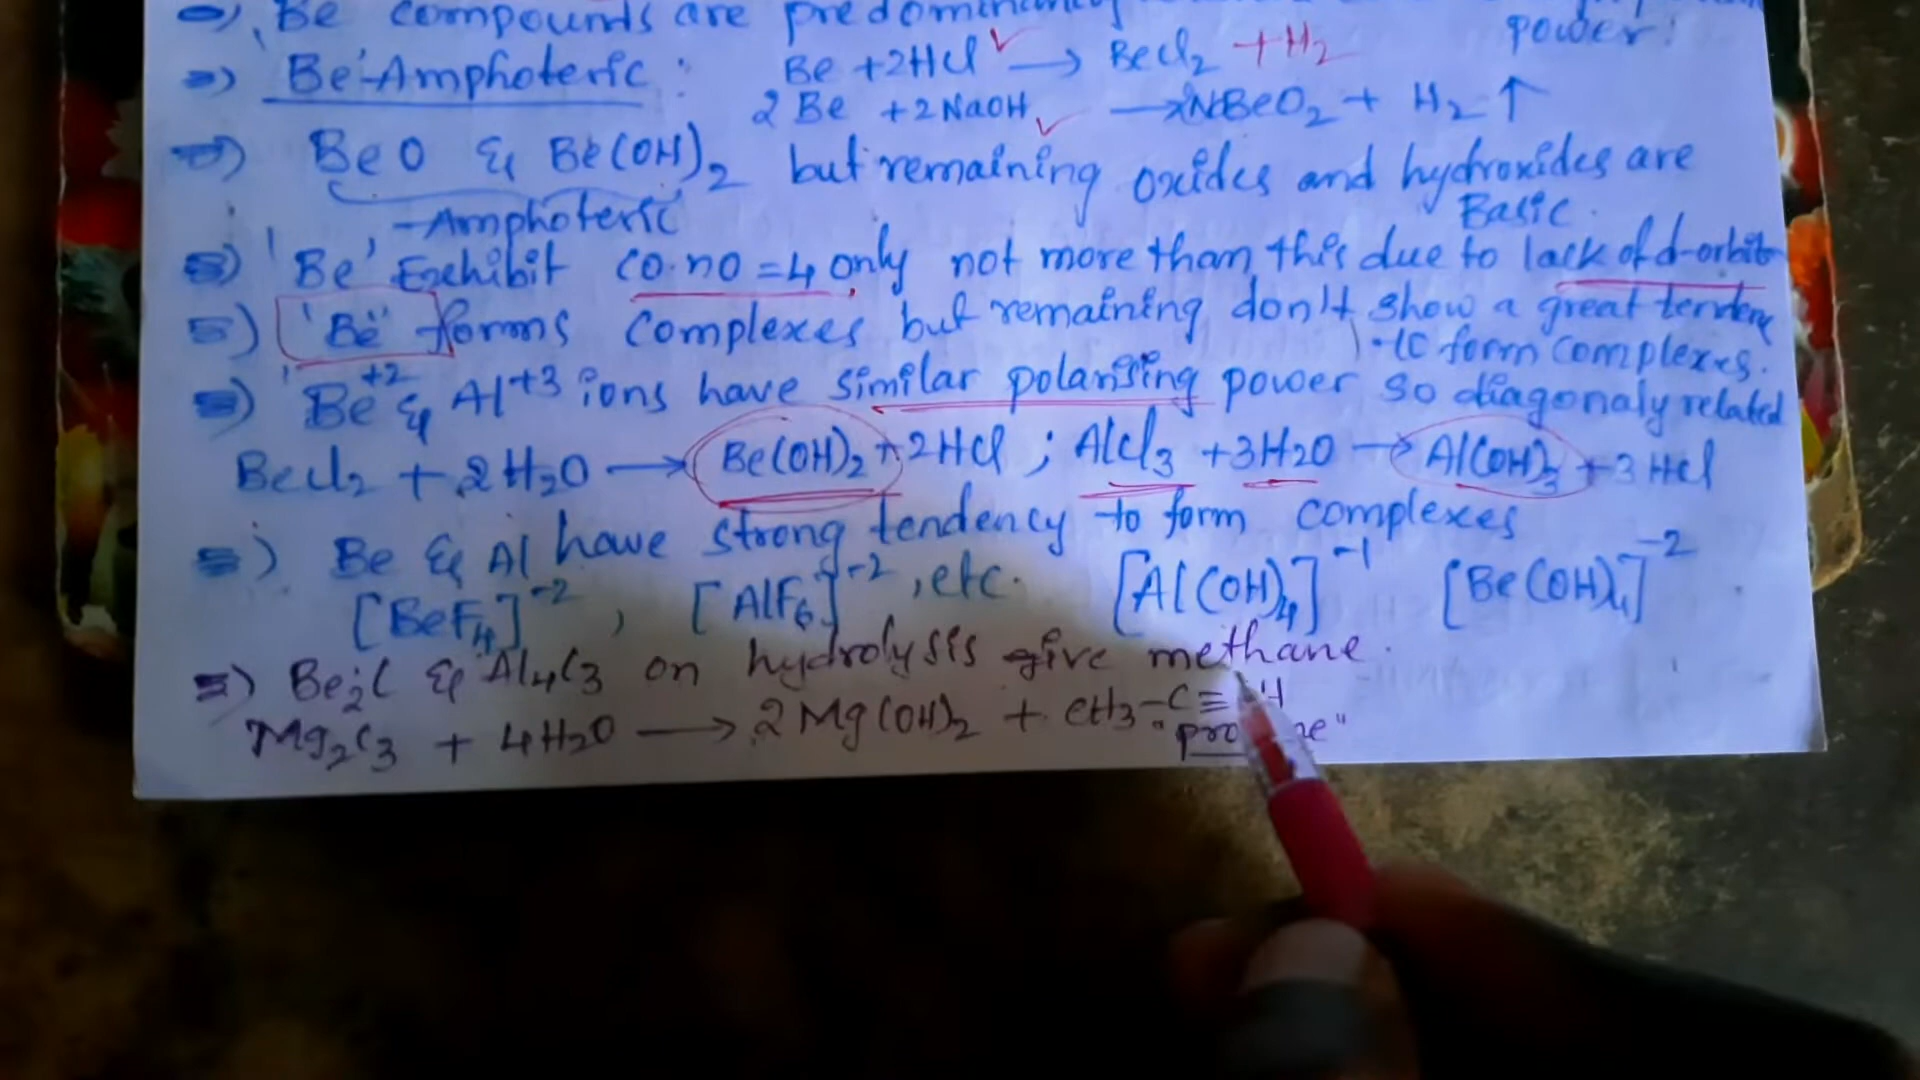 =) Be compounds are predominantly
power!
=) 'Be'-Amphoteric : Be + 2HCl ✓ → BeCl2 + H2
2Be + 2NaOH ✓ → 2NaBeO2 + H2 ↑
=) BeO & Be(OH)2 but remaining oxides and hydroxides are
-Amphoteric Basic.
=) 'Be' Exhibit co.no = 4 only not more than this due to lack of d-orbits
=) 'Be" forms complexes but remaining don't show a great tendency
to form complexes.
=) 'Be+2 & Al+3 ions have similar polarising power so diagonaly related
BeCl2 + 2H2O → Be(OH)2 + 2HCl ; AlCl3 + 3H2O → Al(OH)3 + 3HCl
=) Be & Al have strong tendency to form complexes
[BeF4]-2 , [AlF6]-2 , etc. [Al(OH)4]-1 [Be(OH)4]-2
=) Be2C & Al4C3 on hydrolysis give methane.
Mg2C3 + 4H2O → 2Mg(OH)2 + CH3-C≡